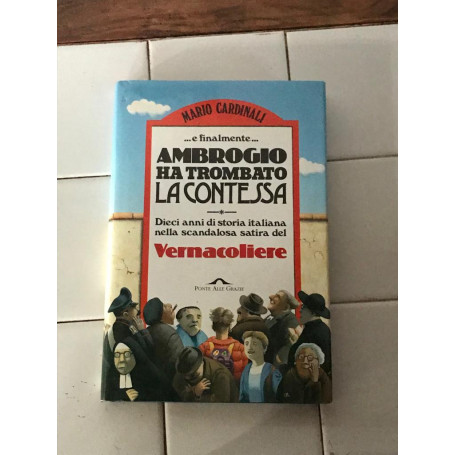 MARIO CARDINALI
...e finalmente...
AMBROGIO
HA TROMBATO
LA CONTESSA
Dieci anni di storia italiana
nella scandalosa satira del
Vernacoliere
PONTE ALLE GRAZIE